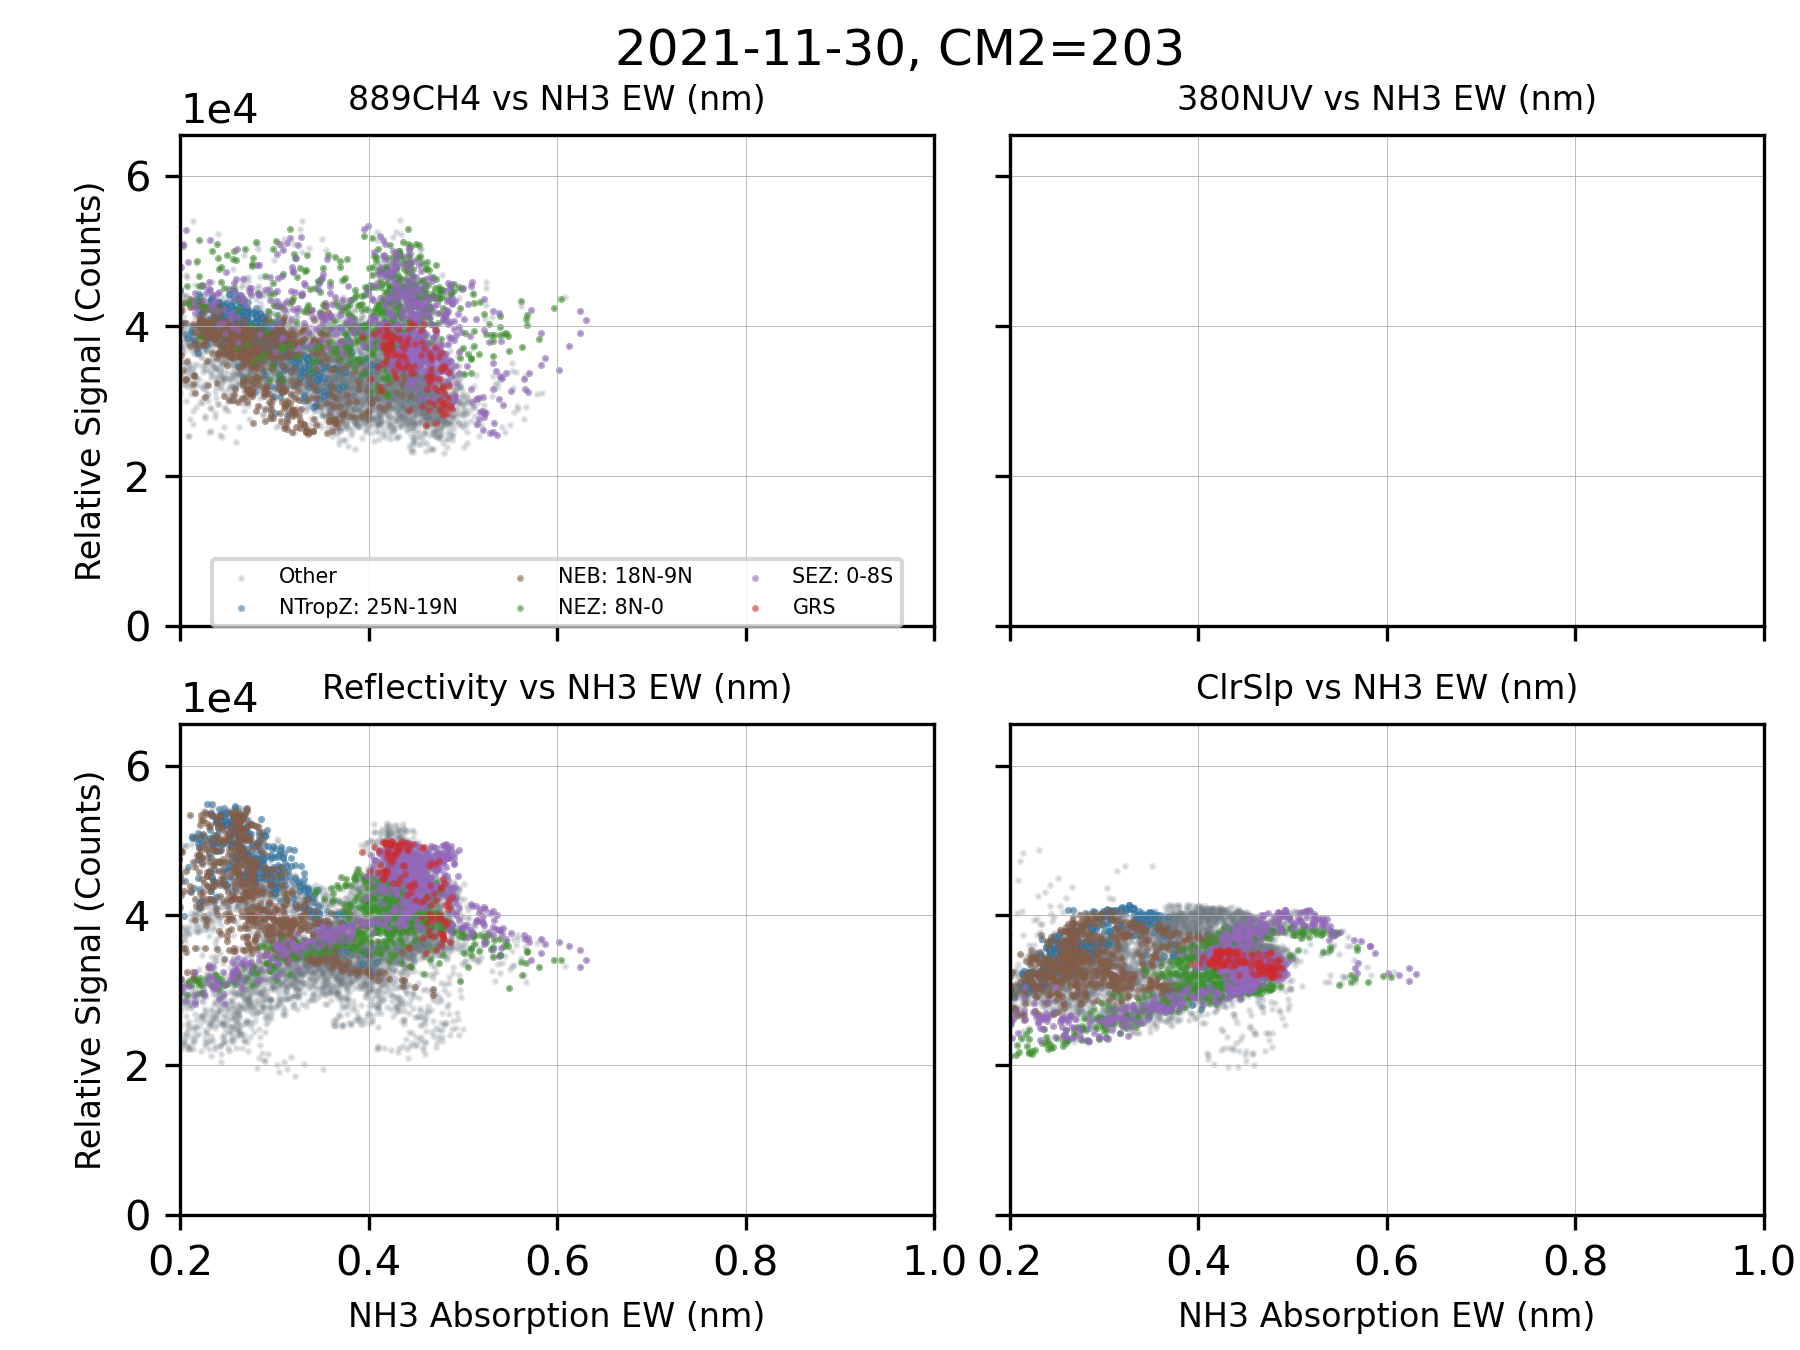 2021-11-30, CM2=203
889CH4 vs NH3 EW (nm)
380NUV vs NH3 EW (nm)
1e4
6
4
2
0
Relative Signal (Counts)
Other
NEB: 18N-9N
SEZ: 0-8S
NTropZ: 25N-19N
NEZ: 8N-0
GRS
Reflectivity vs NH3 EW (nm)
ClrSlp vs NH3 EW (nm)
1e4
6
4
2
0
Relative Signal (Counts)
0.2 0.4 0.6 0.8 1.0
0.2 0.4 0.6 0.8 1.0
NH3 Absorption EW (nm)
NH3 Absorption EW (nm)